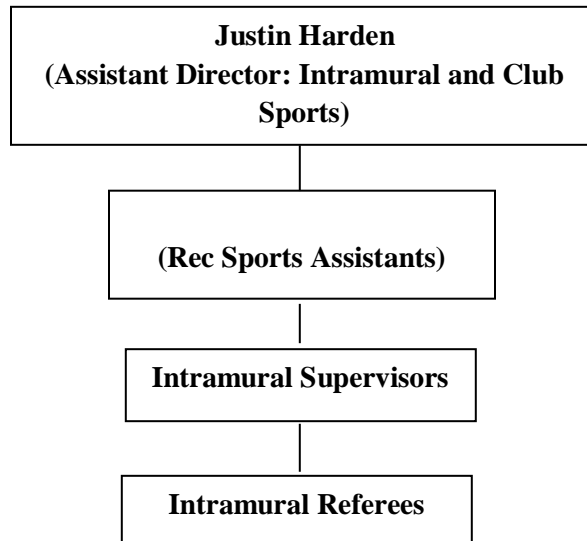 Justin Harden
(Assistant Director: Intramural and Club
Sports)
(Rec Sports Assistants)
Intramural Supervisors
Intramural Referees